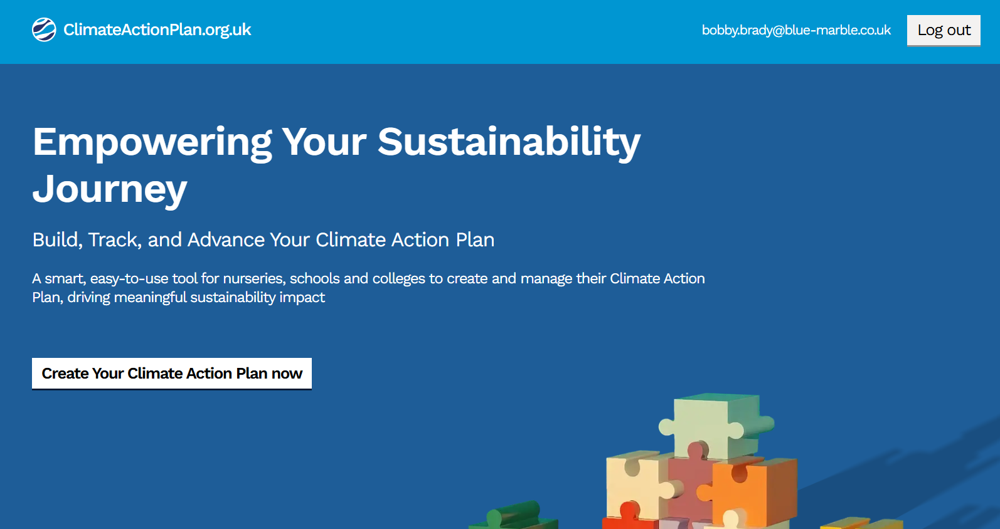 ClimateActionPlan.org.uk
bobby.brady@blue-marble.co.uk
Log out
Empowering Your Sustainability
Journey
Build, Track, and Advance Your Climate Action Plan
A smart, easy-to-use tool for nurseries, schools and colleges to create and manage their Climate Action
Plan, driving meaningful sustainability impact
Create Your Climate Action Plan now